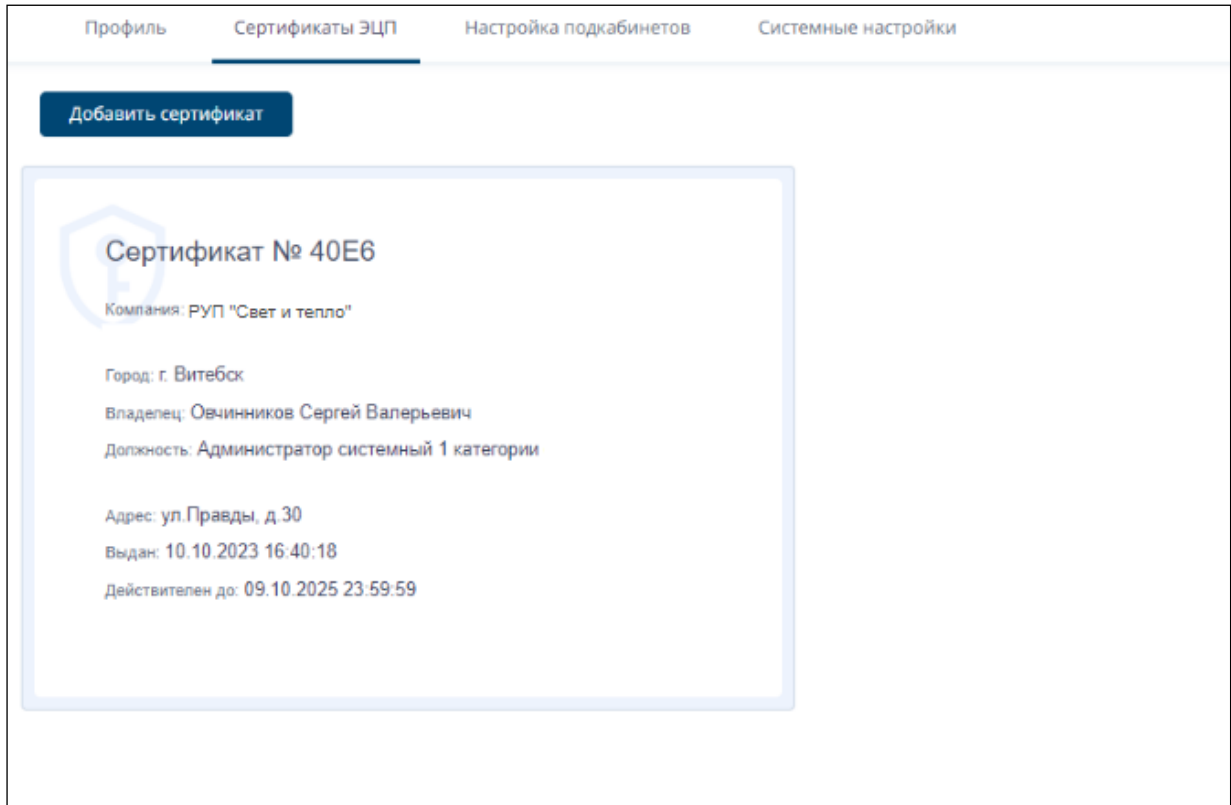 Профиль Сертификаты ЭЦП Настройка подкабинетов Системные настройки
Добавить сертификат
Сертификат № 40E6
Компания: РУП "Свет и тепло"
Город: г. Витебск
Владелец: Овчинников Сергей Валерьевич
Должность: Администратор системный 1 категории
Адрес: ул.Правды, д.30
Выдан: 10.10.2023 16:40:18
Действителен до: 09.10.2025 23:59:59